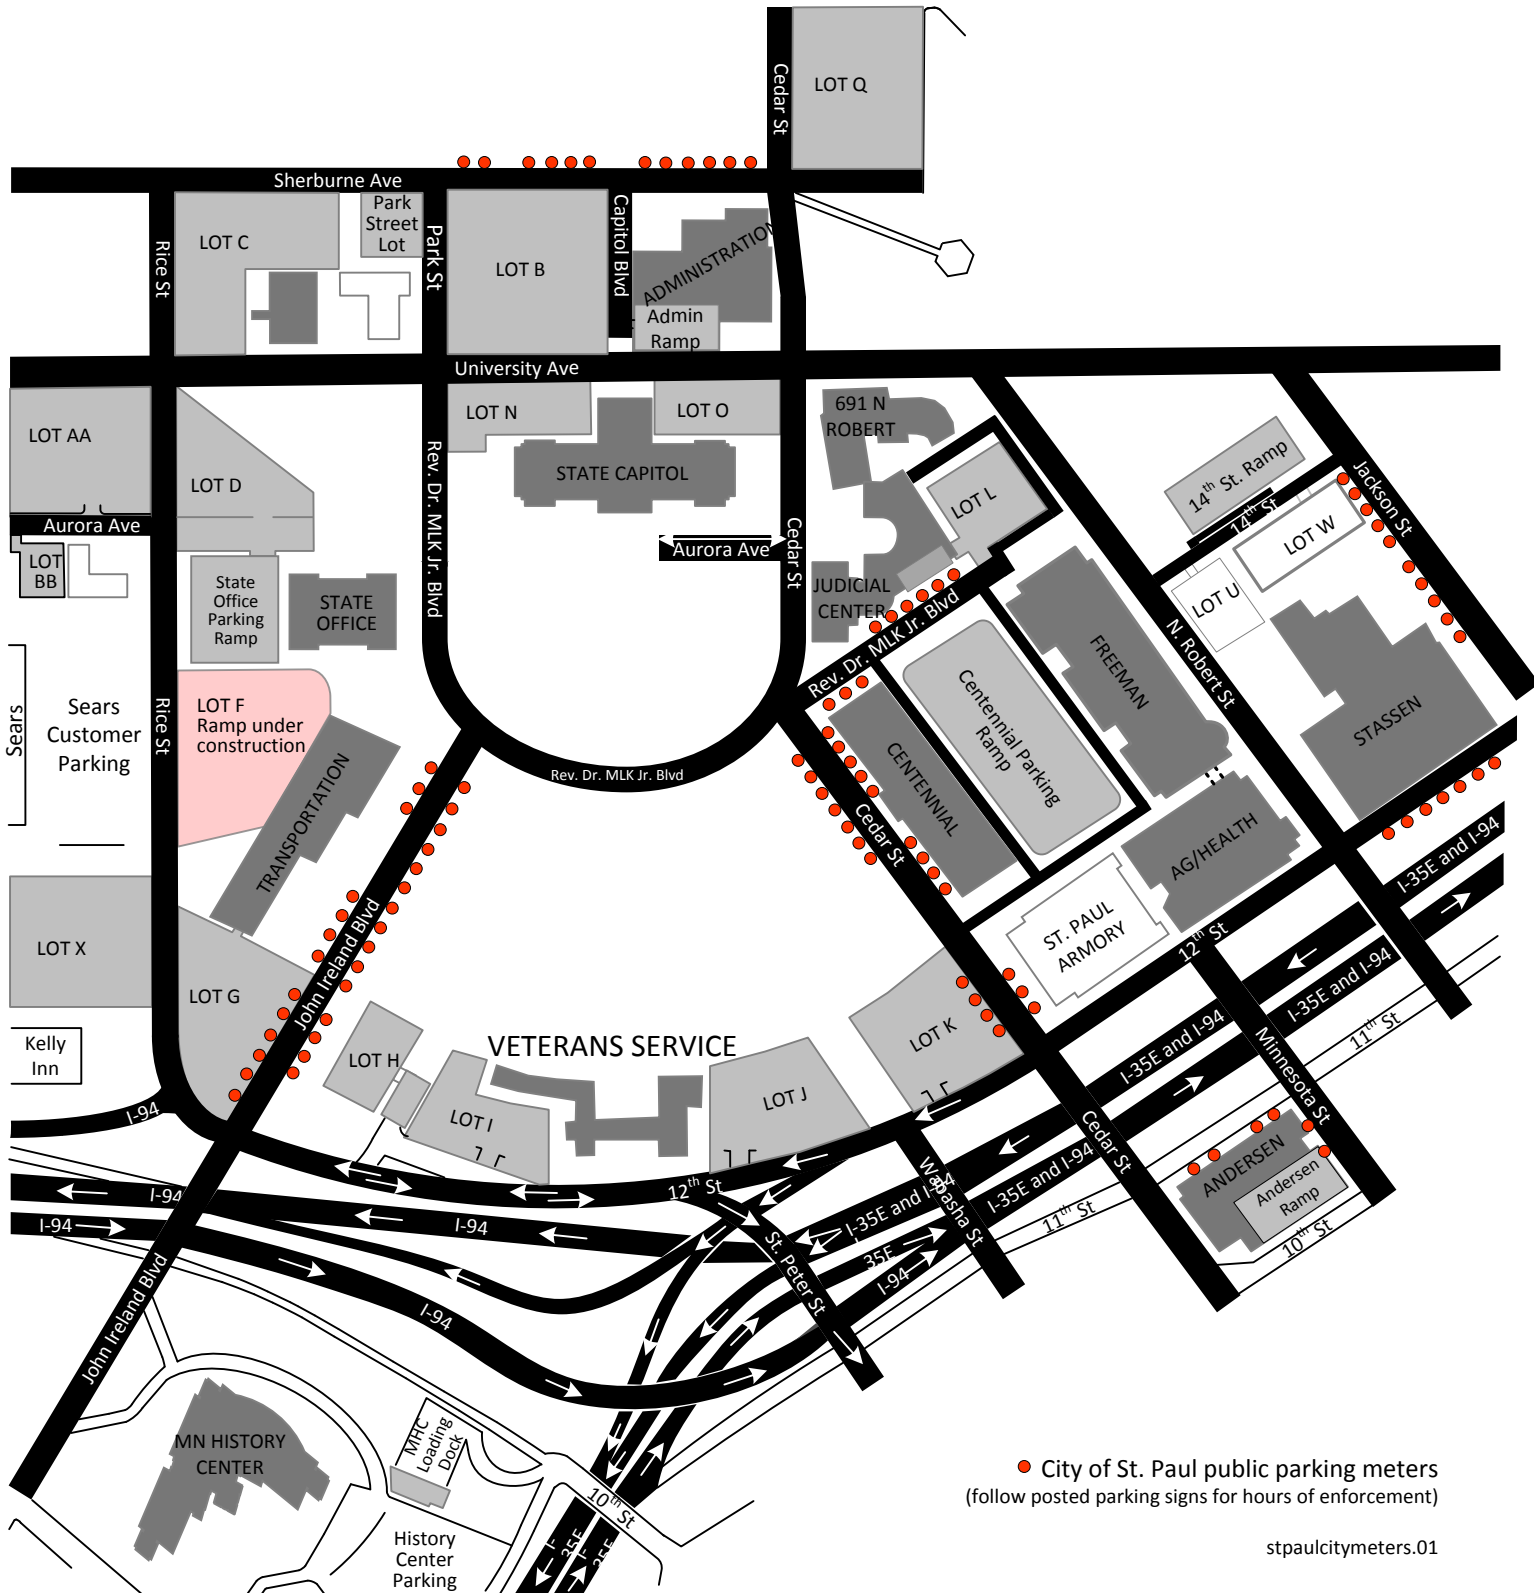 Cedar St
LOT Q
Sherburne Ave
Park
Street
Lot
LOT C
Rice St
Park St
LOT B
Capitol Blvd
ADMINISTRATION
Admin
Ramp
University Ave
LOT AA
LOT D
LOT N
LOT O
691 N
ROBERT
STATE CAPITOL
Rev. Dr. MLK Jr. Blvd
Cedar St
LOT L
14th St. Ramp
14th St
LOT W
Jackson St
Aurora Ave
Aurora Ave
LOT
BB
State
Office
Parking
Ramp
STATE
OFFICE
JUDICIAL
CENTER
LOT U
Rev. Dr. MLK Jr. Blvd
FREEMAN
N. Robert St
Sears
Sears
Customer
Parking
Rice St
LOT F
Ramp under
construction
TRANSPORTATION
Rev. Dr. MLK Jr. Blvd
Centennial Parking
Ramp
CENTENNIAL
Cedar St
STASSEN
AG/HEALTH
I-35E and I-94
LOT X
LOT G
John Ireland Blvd
ST. PAUL
ARMORY
12th St
I-35E and I-94
Kelly
Inn
LOT H
VETERANS SERVICE
LOT K
I-35E and I-94
11th St
Minnesota St
LOT I
LOT J
I-94
Cedar St
ANDERSEN
Andersen
Ramp
10th St
12th St
Wabasha St
I-35E and I-94
I-35E and I-94
11th St
I-94
I-94
I-94
35E
I-94
St. Peter St
John Ireland Blvd
I-94
MN HISTORY
CENTER
MHC
Loading
Dock
10th St
I-
35E
I-
35E
History
Center
Parking
City of St. Paul public parking meters
(follow posted parking signs for hours of enforcement)
stpaulcitymeters.01